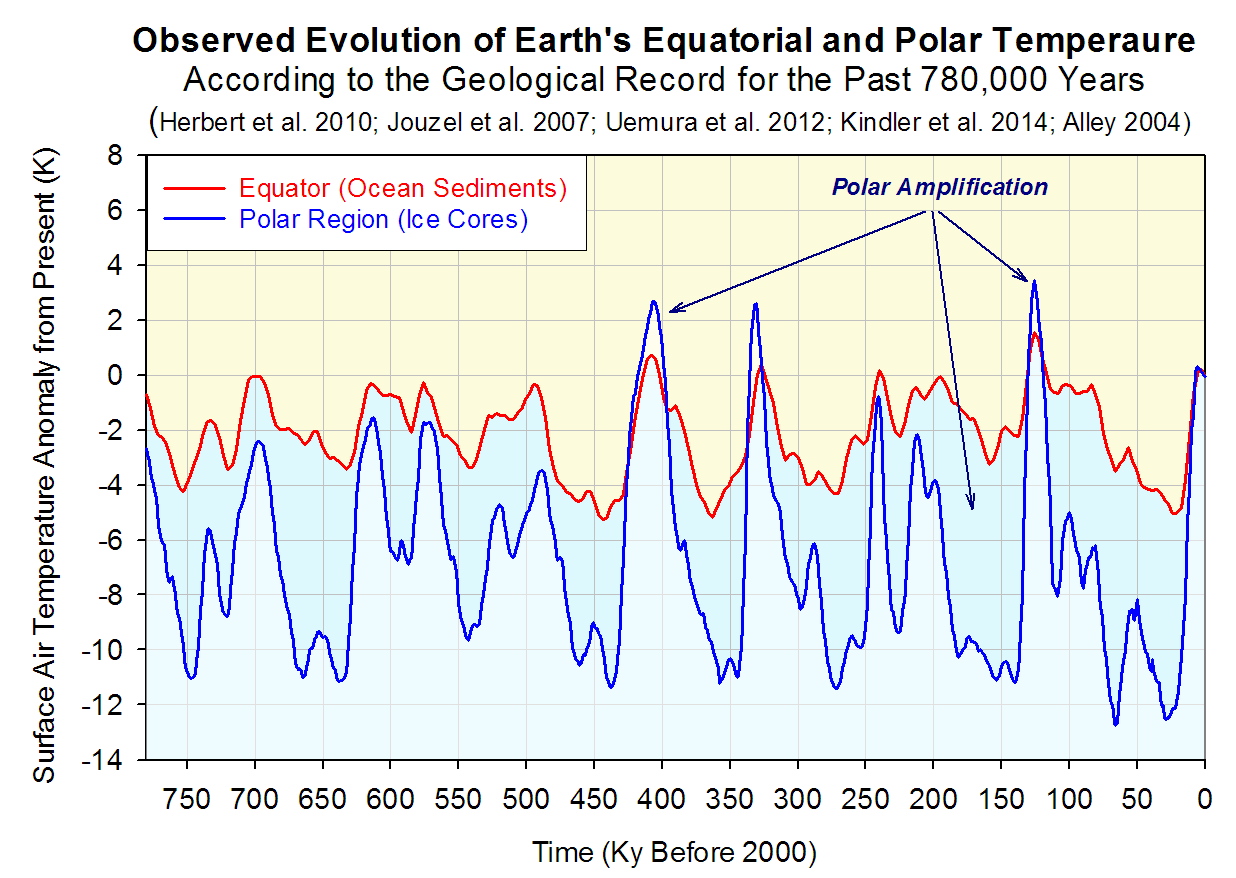 Observed Evolution of Earth's Equatorial and Polar Temperaure
According to the Geological Record for the Past 780,000 Years
(Herbert et al. 2010; Jouzel et al. 2007; Uemura et al. 2012; Kindler et al. 2014; Alley 2004)
Surface Air Temperature Anomaly from Present (K)
8
6
4
2
0
-2
-4
-6
-8
-10
-12
-14
Equator (Ocean Sediments)
Polar Region (Ice Cores)
Polar Amplification
750 700 650 600 550 500 450 400 350 300 250 200 150 100 50 0
Time (Ky Before 2000)